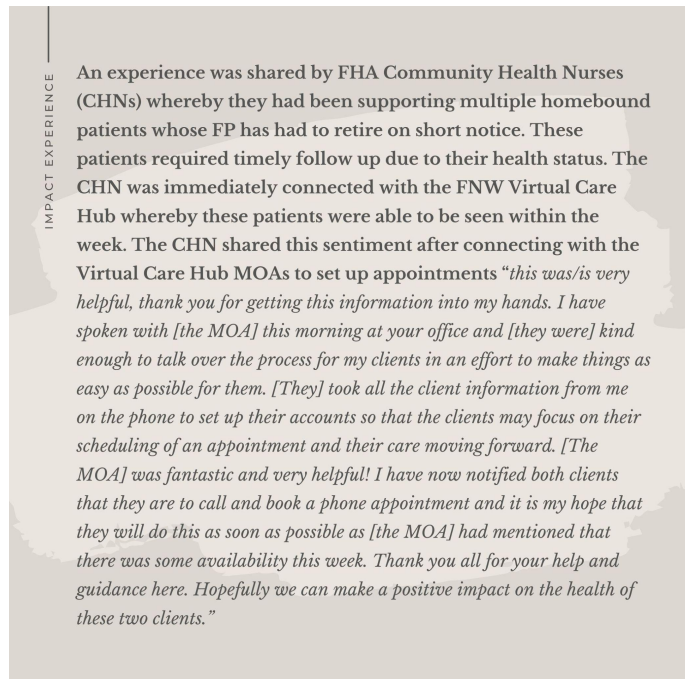 IMPACT EXPERIENCE
An experience was shared by FHA Community Health Nurses
(CHNs) whereby they had been supporting multiple homebound
patients whose FP has had to retire on short notice. These
patients required timely follow up due to their health status. The
CHN was immediately connected with the FNW Virtual Care
Hub whereby these patients were able to be seen within the
week. The CHN shared this sentiment after connecting with the
Virtual Care Hub MOAs to set up appointments “this was/is very
helpful, thank you for getting this information into my hands. I have
spoken with [the MOA] this morning at your office and [they were] kind
enough to talk over the process for my clients in an effort to make things as
easy as possible for them. [They] took all the client information from me
on the phone to set up their accounts so that the clients may focus on their
scheduling of an appointment and their care moving forward. [The
MOA] was fantastic and very helpful! I have now notified both clients
that they are to call and book a phone appointment and it is my hope that
they will do this as soon as possible as [the MOA] had mentioned that
there was some availability this week. Thank you all for your help and
guidance here. Hopefully we can make a positive impact on the health of
these two clients.”